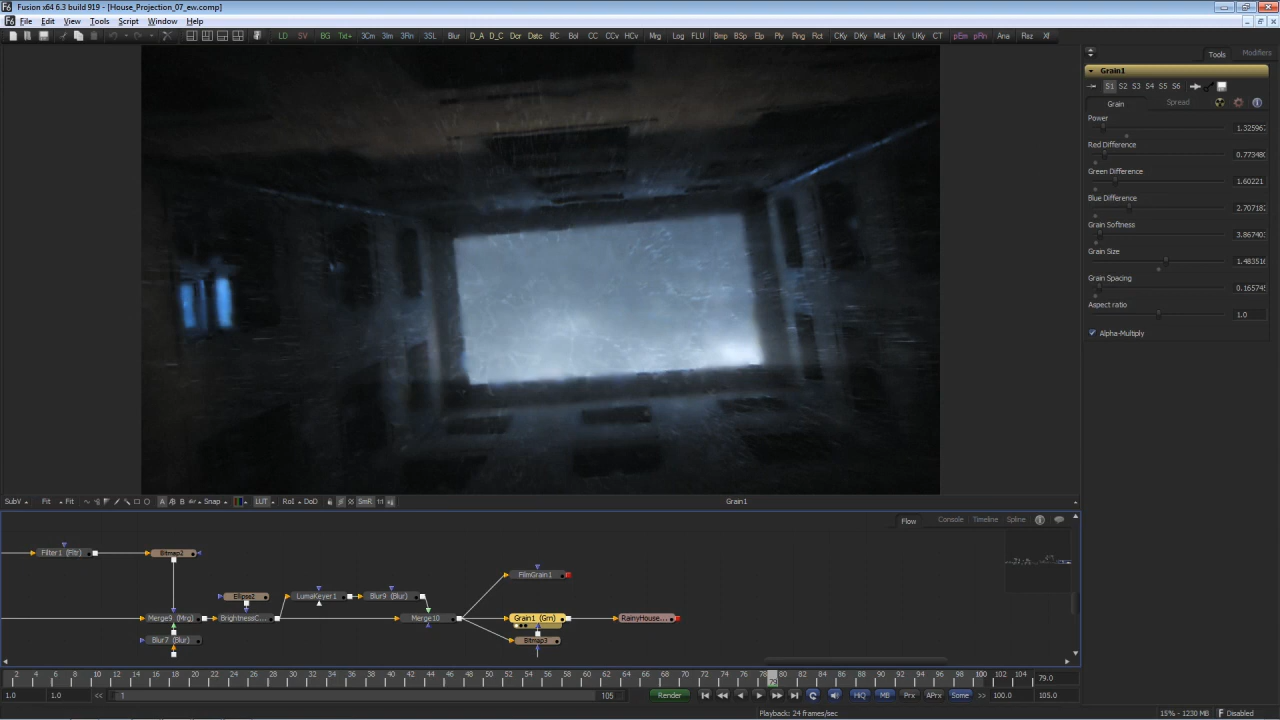 Fusion x64 6.3 build 919 - [House_Projection_07_ew.comp]
File Edit View Tools Script Window Help
LD SV BG Txt+ 3Cm 3Im 3Rn 3SL Blur D_A D_C Dcr Dstc BC Bol CC CCv HCv Mrg Log FLU Bmp BSp Elp Ply Rng Rct CKy DKy Mat LKy UKy CT pEm pRn Ana Rsz Xf
Tools Modifiers
Grain1
S1 S2 S3 S4 S5 S6
Grain Spread
Power
1.32596
Red Difference
0.77348
Green Difference
1.60221
Blue Difference
2.70718
Grain Softness
3.86740
Grain Size
1.48351
Grain Spacing
0.16574
Aspect ratio
1.0
Alpha-Multiply
SubV Fit Fit A B Snap LUT RoI DoD SmR 1:1 Grain1
Flow Console Timeline Spline
Filter1 (Fltr) Bitmap2
FilmGrain1
Ellipse2 LumaKeyer1 Blur9 (Blur)
Merge9 (Mrg) BrightnessC... Merge10 Grain1 (Grn) RainyHouse...
Blur7 (Blur) Bitmap3
2 4 6 8 10 12 14 16 18 20 22 24 26 28 30 32 34 36 38 40 42 44 46 48 50 52 54 56 58 60 62 64 66 68 70 72 74 76 78 80 82 84 86 88 90 92 94 96 98 100 102 104 79.0
79
1.0 1.0 << 1 105 Render HiQ MB Prx APrx Some >> 100.0 105.0
Playback: 24 frames/sec 15% - 1230 MB Disabled